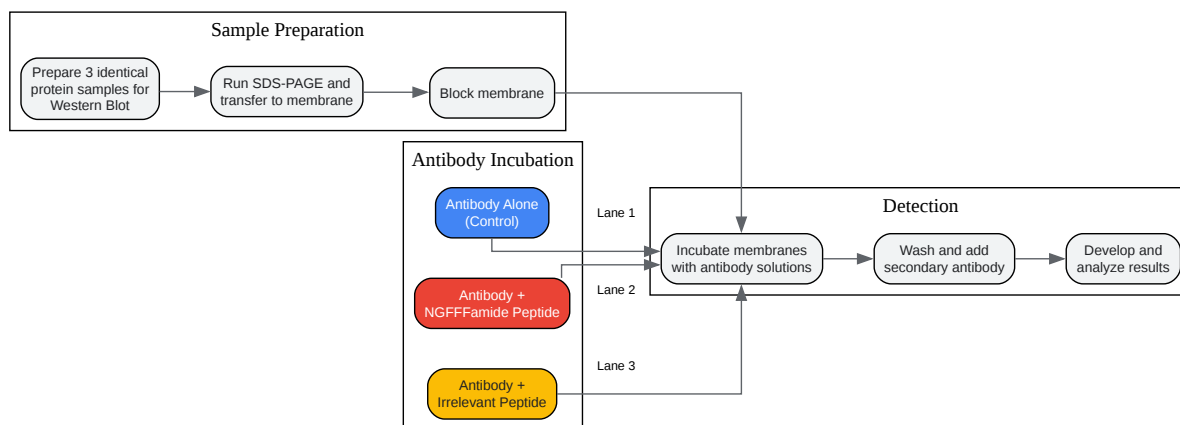 Sample Preparation
Prepare 3 identical
protein samples for
Western Blot
Run SDS-PAGE and
transfer to membrane
Block membrane
Antibody Incubation
Antibody Alone
(Control)
Antibody +
NGFFFamide Peptide
Antibody +
Irrelevant Peptide
Lane 1
Lane 2
Lane 3
Detection
Incubate membranes
with antibody solutions
Wash and add
secondary antibody
Develop and
analyze results